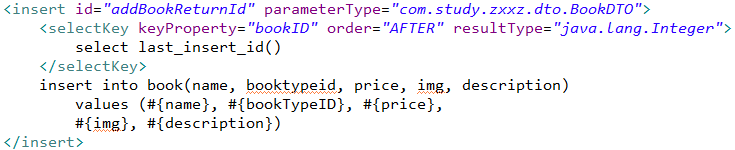 <insert id="addBookReturnId" parameterType="com.study.zxxz.dto.BookDTO">
<selectKey keyProperty="bookID" order="AFTER" resultType="java.lang.Integer">
select last_insert_id()
</selectKey>
insert into book(name, booktypeid, price, img, description)
values (#{name}, #{bookTypeID}, #{price},
#{img}, #{description})
</insert>